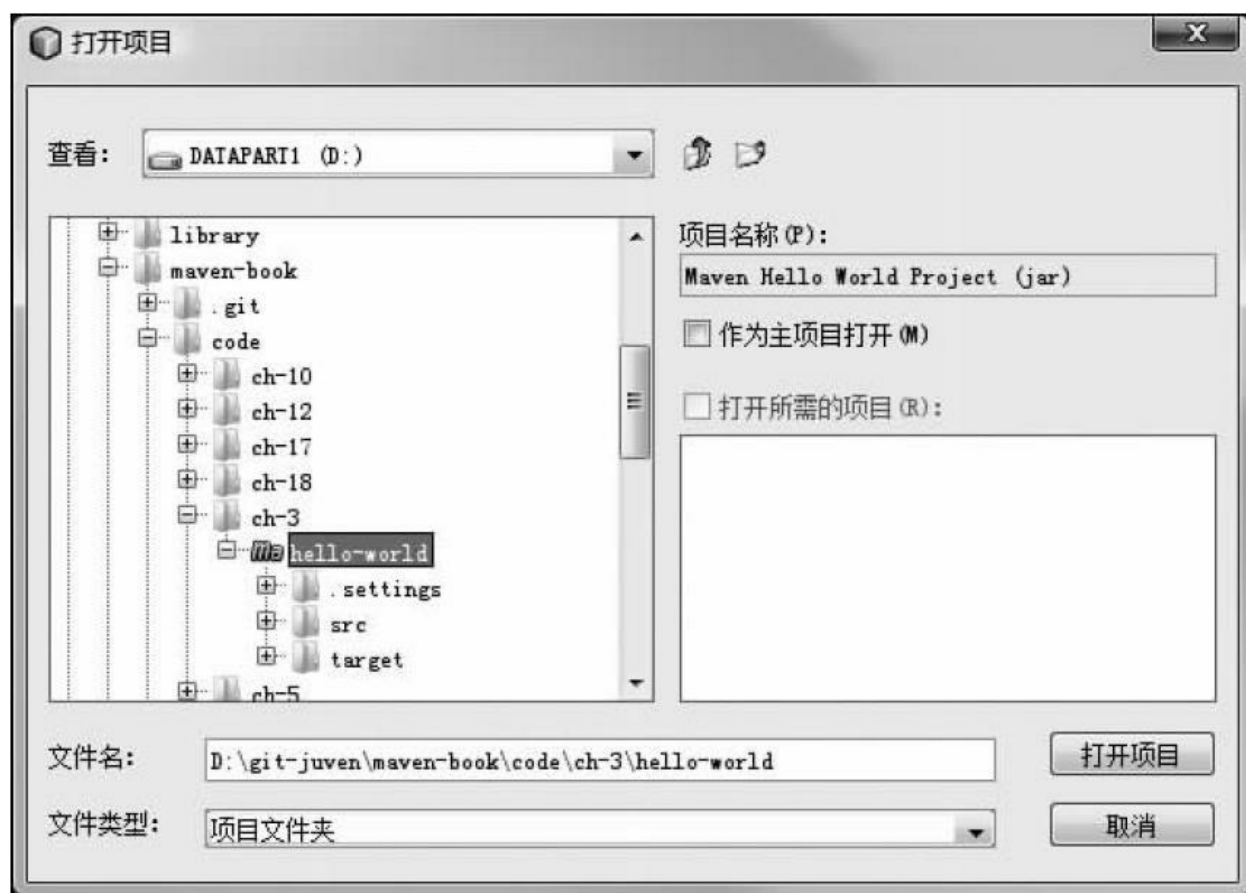 打开项目
查看:
DATAPART1 (D:)
library
maven-book
.git
code
ch-10
ch-12
ch-17
ch-18
ch-3
hello-world
.settings
src
target
ch-5
项目名称(P):
Maven Hello World Project (jar)
作为主项目打开(M)
打开所需的项目(R):
文件名:
D:\git-juven\maven-book\code\ch-3\hello-world
打开项目
文件类型:
项目文件夹
取消